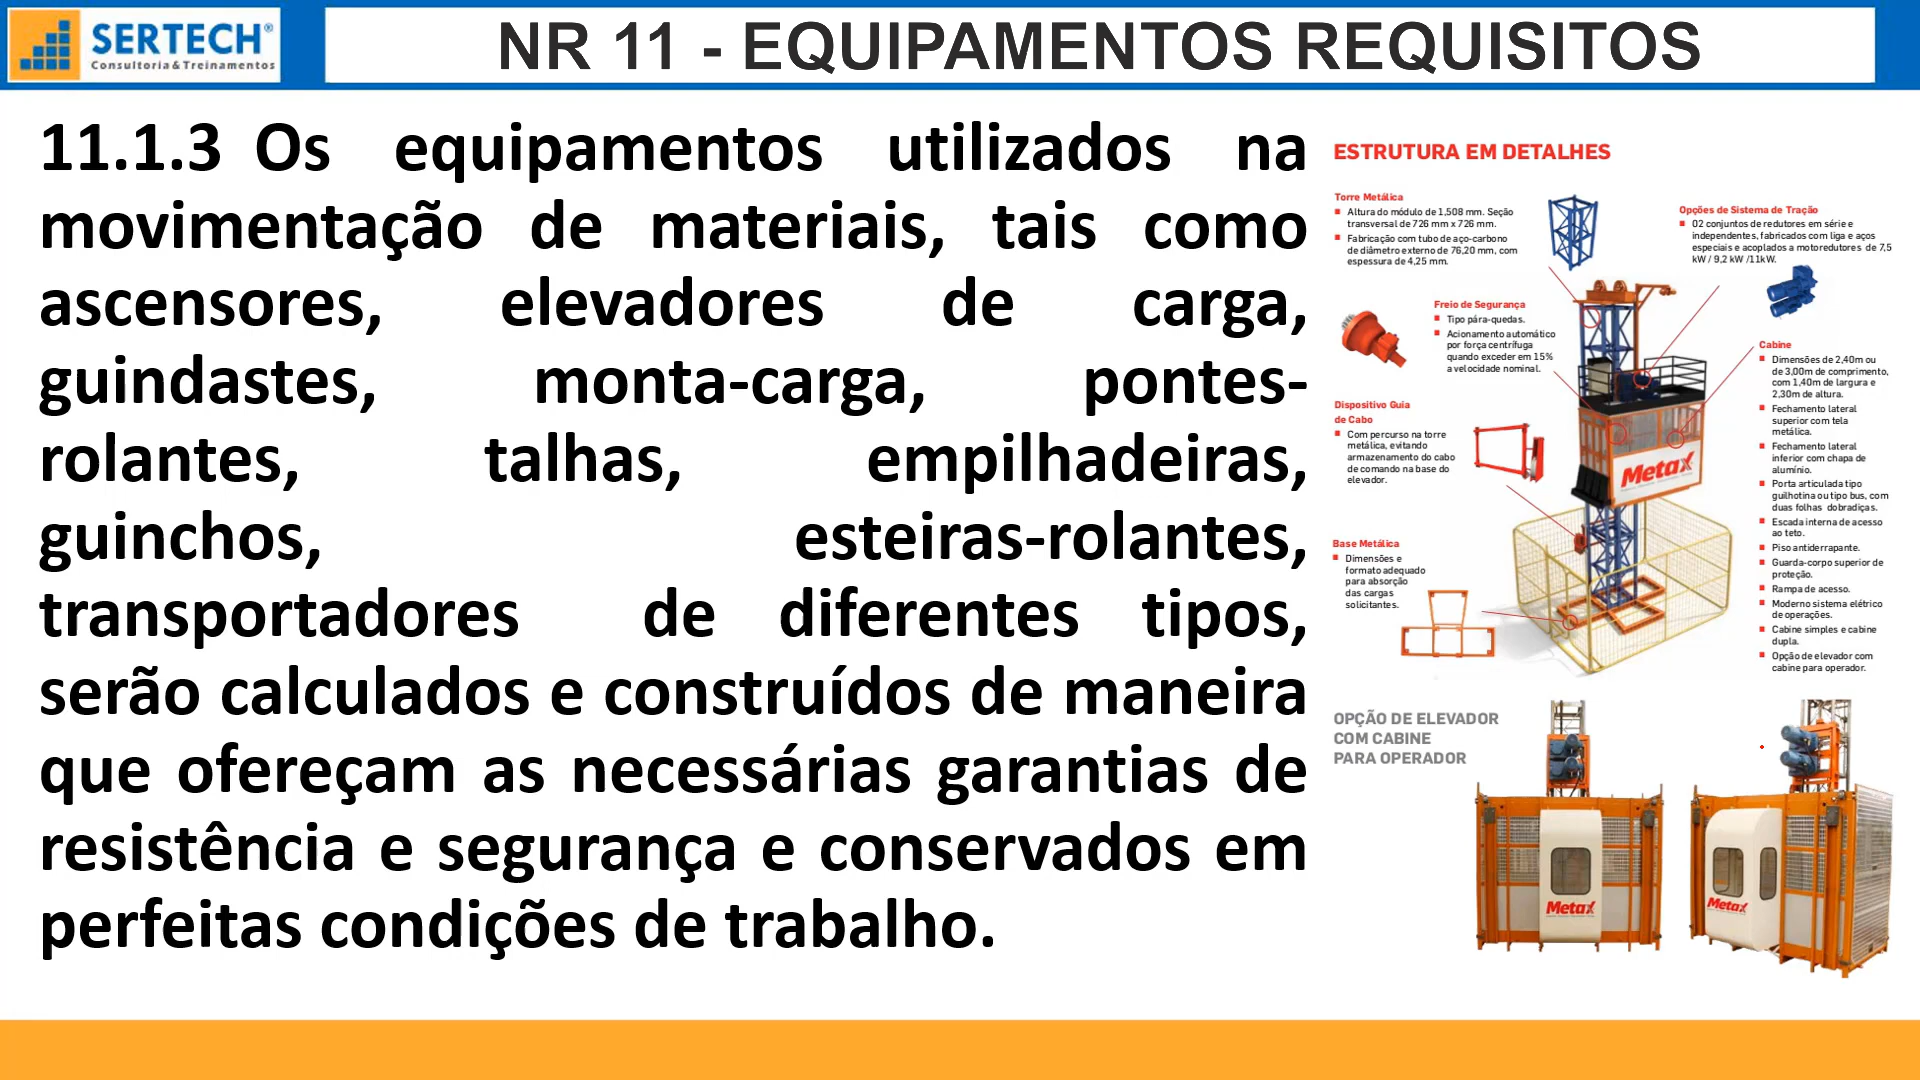 SERTECH®
Consultoria & Treinamentos
NR 11 - EQUIPAMENTOS REQUISITOS
11.1.3 Os equipamentos utilizados na
movimentação de materiais, tais como
ascensores, elevadores de carga,
guindastes, monta-carga, pontes-
rolantes, talhas, empilhadeiras,
guinchos, esteiras-rolantes,
transportadores de diferentes tipos,
serão calculados e construídos de maneira
que ofereçam as necessárias garantias de
resistência e segurança e conservados em
perfeitas condições de trabalho.
ESTRUTURA EM DETALHES
Torre Metálica
Altura do módulo de 1,508 mm. Seção
transversal de 726 mm x 726 mm.
Fabricação com tubo de aço-carbono
de diâmetro externo de 76,20 mm, com
espessura de 4,25 mm.
Opções de Sistema de Tração
02 conjuntos de redutores em série e
independentes, fabricados com liga e aços
especiais e acoplados a motoredutores de 7,5
kW / 9,2 kW /11kW.
Freio de Segurança
Tipo pára-quedas.
Acionamento automático
por força centrífuga
quando exceder em 15%
a velocidade nominal.
Dispositivo Guia
de Cabo
Com percurso na torre
metálica, evitando
armazenamento do cabo
de comando na base do
elevador.
Base Metálica
Dimensões e
formato adequado
para absorção
das cargas
solicitantes.
Cabine
Dimensões de 2,40m ou
de 3,00m de comprimento,
com 1,40m de largura e
2,30m de altura.
Fechamento lateral
superior com tela
metálica.
Fechamento lateral
inferior com chapa de
alumínio.
Porta articulada tipo
guilhotina ou tipo bus, com
duas folhas dobradiças.
Escada interna de acesso
ao teto.
Piso antiderrapante.
Guarda-corpo superior de
proteção.
Rampa de acesso.
Moderno sistema elétrico
de operações.
Cabine simples e cabine
dupla.
Opção de elevador com
cabine para operador.
Metax
OPÇÃO DE ELEVADOR
COM CABINE
PARA OPERADOR
Metax
Metax